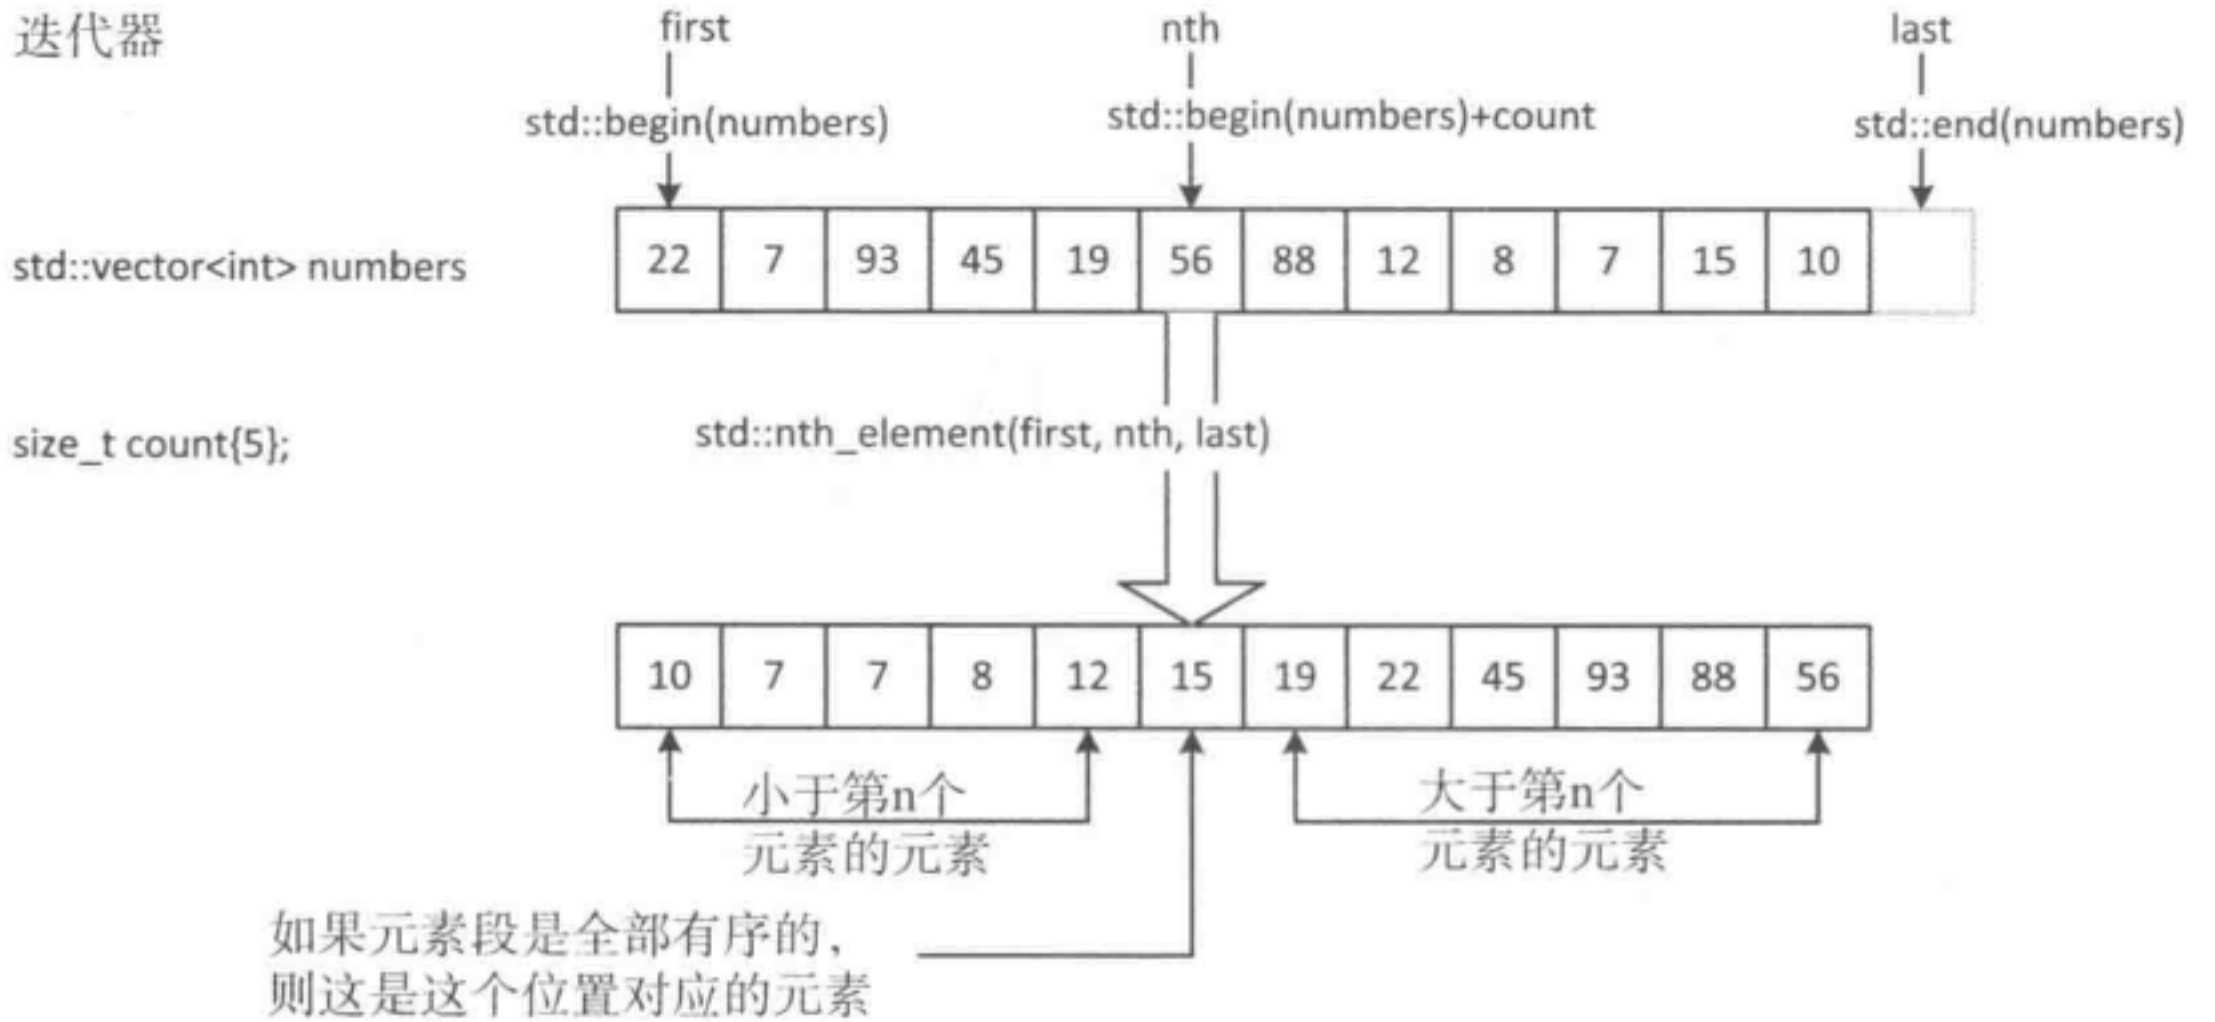 迭代器
first
nth
last
std::begin(numbers)
std::begin(numbers)+count
std::end(numbers)
std::vector<int> numbers
22 7 93 45 19 56 88 12 8 7 15 10
size_t count{5};
std::nth_element(first, nth, last)
10 7 7 8 12 15 19 22 45 93 88 56
小于第n个
元素的元素
大于第n个
元素的元素
如果元素段是全部有序的，
则这是这个位置对应的元素